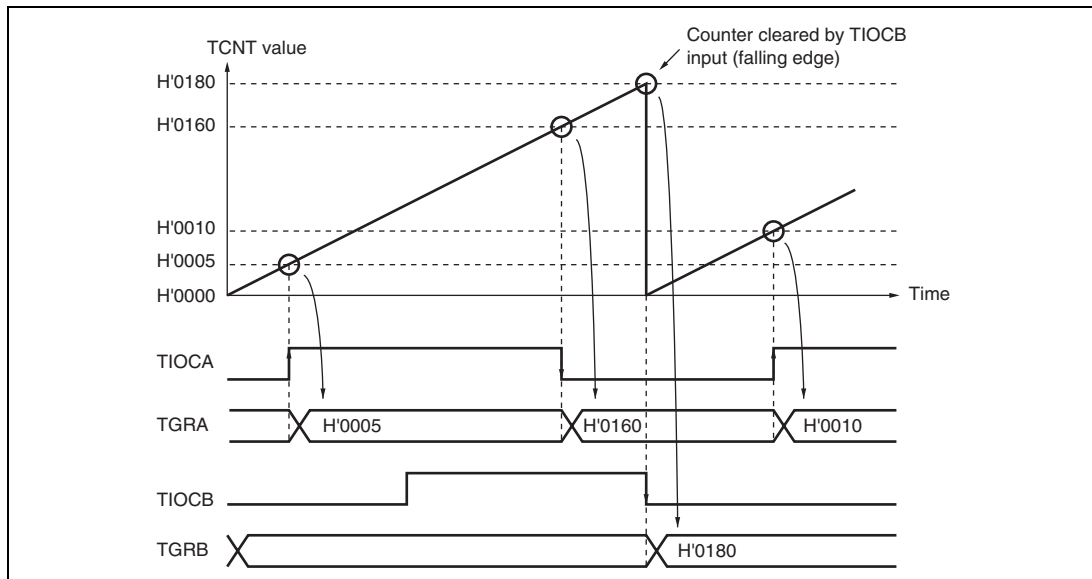 Counter cleared by TIOCB
input (falling edge)
TCNT value
H'0180
H'0160
H'0010
H'0005
H'0000
Time
TIOCA
TGRA
H'0005
H'0160
H'0010
TIOCB
TGRB
H'0180